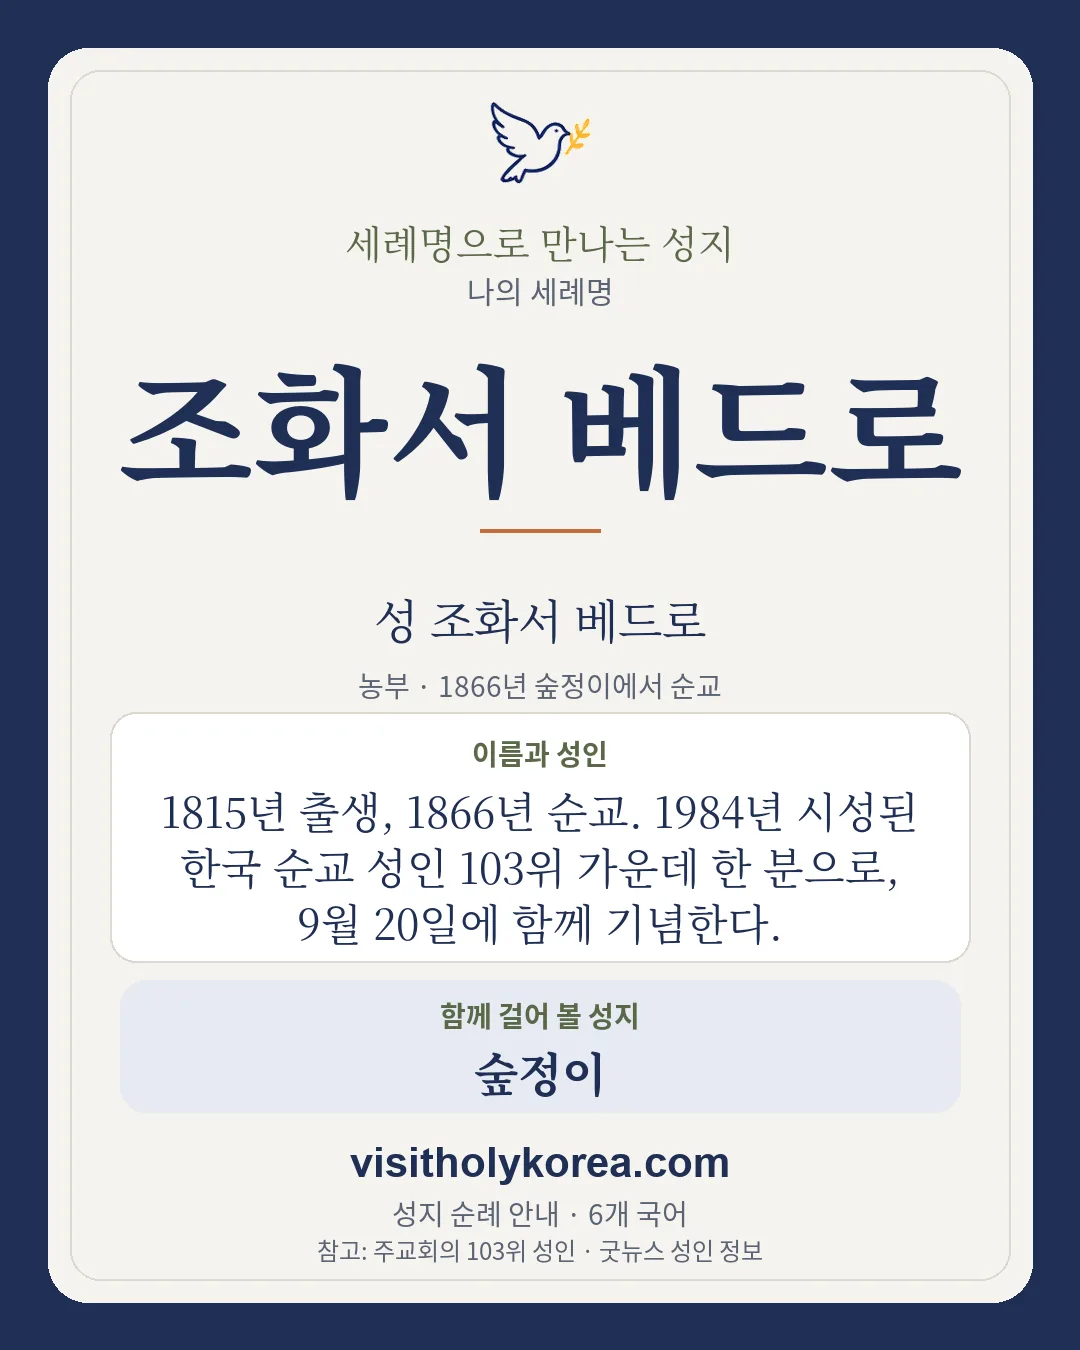 세례명으로 만나는 성지
나의 세례명
조화서 베드로
성 조화서 베드로
농부 · 1866년 숲정이에서 순교
이름과 성인
1815년 출생, 1866년 순교. 1984년 시성된
한국 순교 성인 103위 가운데 한 분으로,
9월 20일에 함께 기념한다.
함께 걸어 볼 성지
숲정이
visitholykorea.com
성지 순례 안내 · 6개 국어
참고: 주교회의 103위 성인 · 굿뉴스 성인 정보